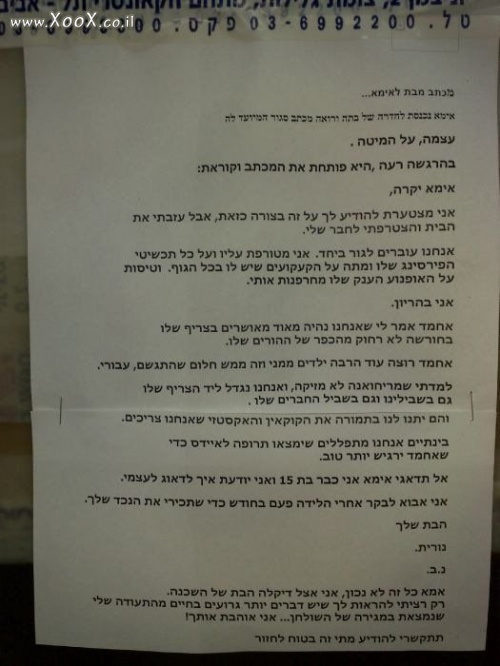 www.XooX.co.il
טל. 03-6992200 פקס.
מכתב מבת לאימא...
אימא נכנסת לחדרה של בתה ורואה מכתב סגור המיועד לה
עצמה, על המיטה .
בהרגשה רעה ,היא פותחת את המכתב וקוראת:
אימא יקרה,
אני מצטערת להודיע לך על זה בצורה כזאת, אבל עזבתי את
הבית והצטרפתי לחבר שלי.
אנחנו עוברים לגור ביחד. אני מטורפת עליו ועל כל תכשיטי
הפירסינג שלו ומתה על הקעקועים שיש לו בכל הגוף. וטיסות
על האופנוע הענק שלו מחרפנות אותי.
אני בהריון.
אחמד אמר לי שאנחנו נהיה מאוד מאושרים בצריף שלו
בחורשה לא רחוק מהכפר של ההורים שלו.
אחמד רוצה עוד הרבה ילדים ממני וזה ממש חלום שהתגשם, עבורי.
למדתי שמריחואנה לא מזיקה, ואנחנו נגדל ליד הצריף שלו
גם בשבילינו וגם בשביל החברים שלו .
והם יתנו לנו בתמורה את הקוקאין והאקסטזי שאנחנו צריכים.
בינתיים אנחנו מתפללים שימצאו תרופה לאיידס כדי
שאחמד ירגיש יותר טוב.
אל תדאגי אימא אני כבר בת 15 ואני יודעת איך לדאוג לעצמי.
אני אבוא לבקר אחרי הלידה פעם בחודש כדי שתכירי את הנכד שלך.
הבת שלך
נורית.
נ.ב.
אמא כל זה לא נכון, אני אצל דיקלה הבת של השכנה.
רק רציתי להראות לך שיש דברים יותר גרועים בחיים מהתעודה שלי
שנמצאת במגירה של השולחן... אני אוהבת אותך!
תתקשרי להודיע מתי זה בטוח לחזור